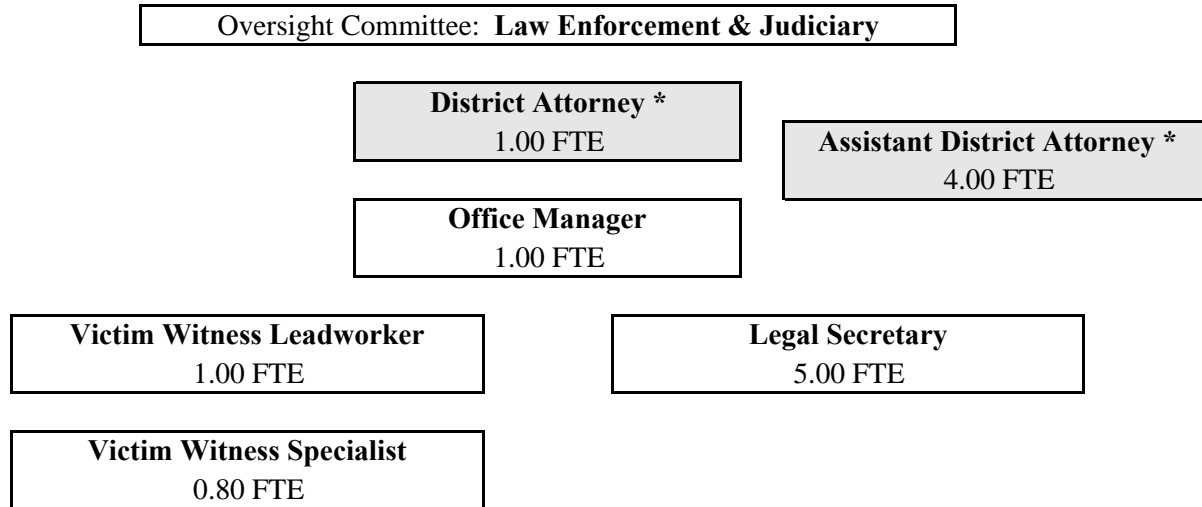 Oversight Committee: Law Enforcement & Judiciary
District Attorney *
1.00 FTE
Assistant District Attorney *
4.00 FTE
Office Manager
1.00 FTE
Victim Witness Leadworker
1.00 FTE
Legal Secretary
5.00 FTE
Victim Witness Specialist
0.80 FTE